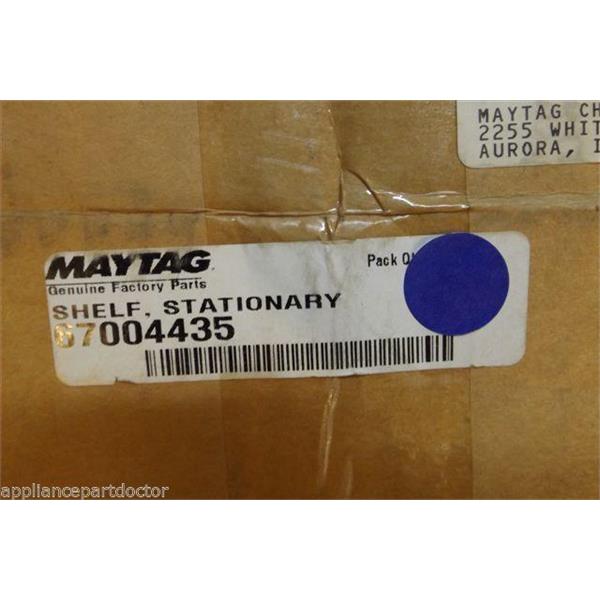 MAYTAG CH
2255 WHIT
AURORA, I
MAYTAG
Genuine Factory Parts
Pack
SHELF, STATIONARY
67004435
appliancepartdoctor